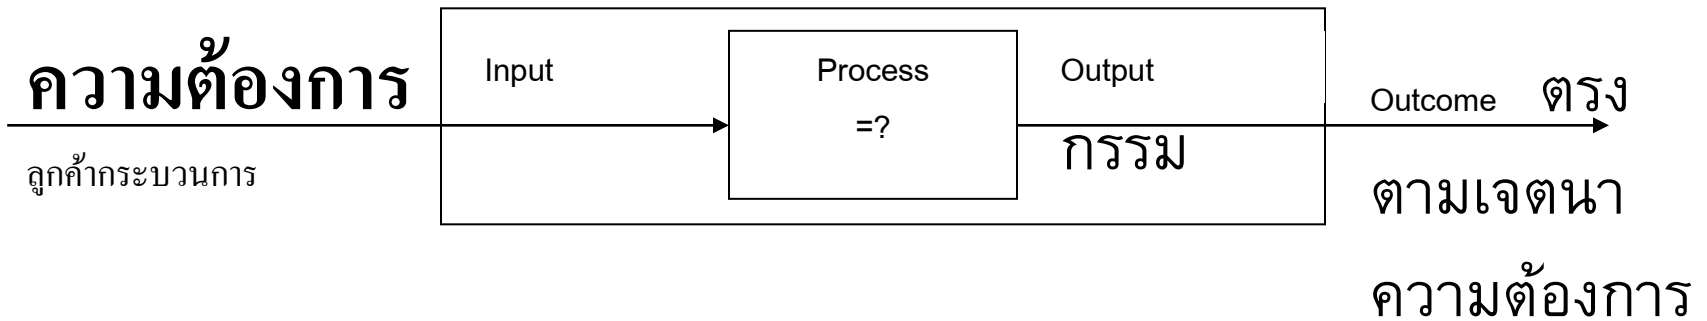 ความต้องการ
ลูกค้ากระบวนการ
Input
Process
=?
Output
กรรม
Outcome ตรง
ตามเจตนา
ความต้องการ